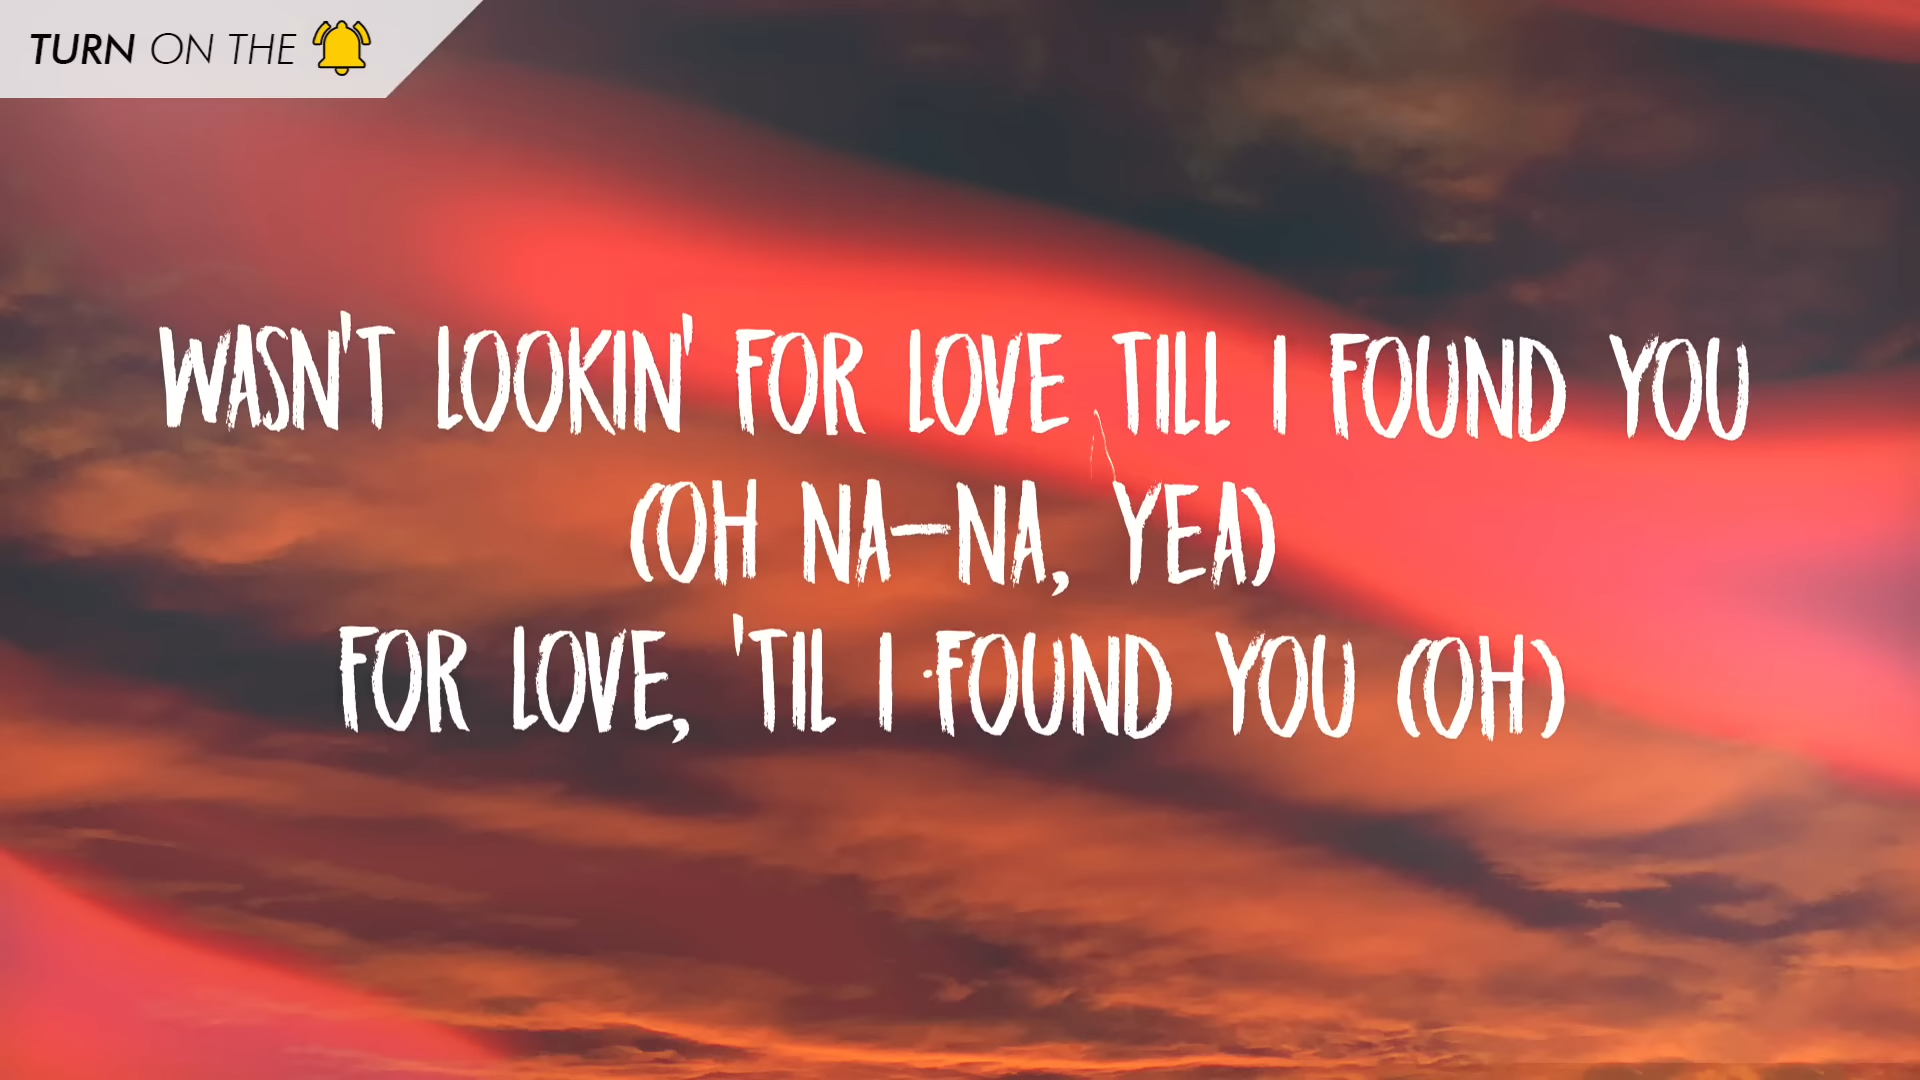 TURN ON THE
WASN'T LOOKIN' FOR LOVE TILL I FOUND YOU
(OH NA-NA, YEA)
FOR LOVE, 'TIL I FOUND YOU (OH)